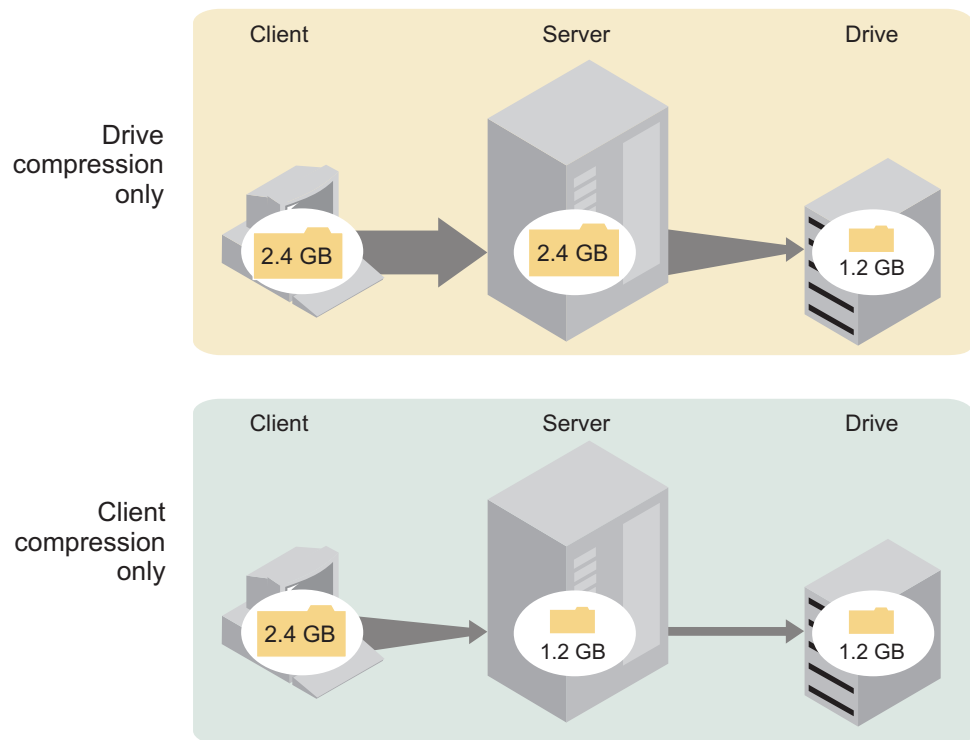 Client Server Drive
Drive
compression
only
2.4 GB 2.4 GB 1.2 GB
Client Server Drive
Client
compression
only
2.4 GB 1.2 GB 1.2 GB